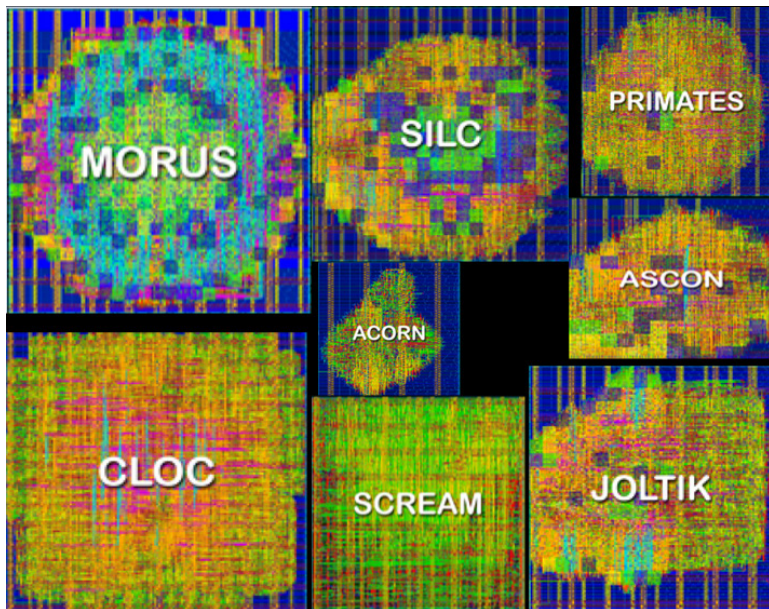 MORUS
SILC
PRIMATES
ASCON
ACORN
CLOC
SCREAM
JOLTIK